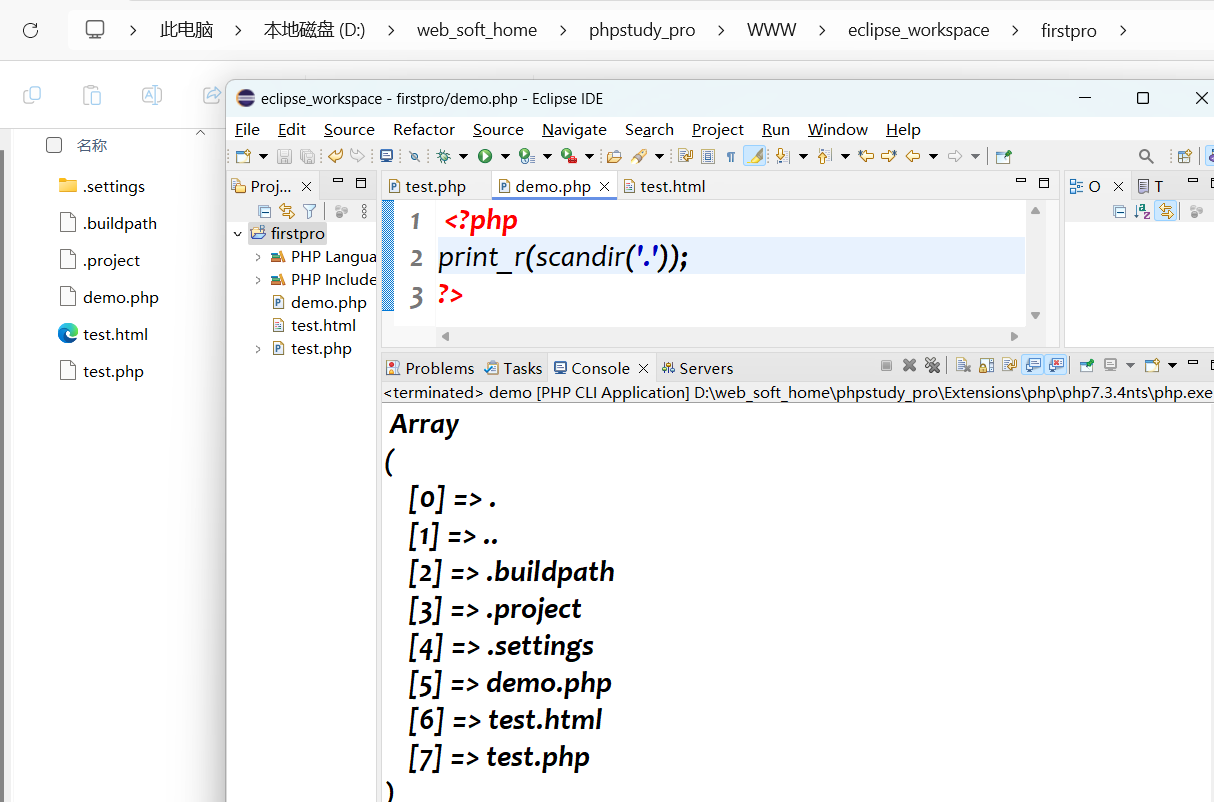 此电脑 > 本地磁盘 (D:) > web_soft_home > phpstudy_pro > WWW > eclipse_workspace > firstpro >
名称
.settings
.buildpath
.project
demo.php
test.html
test.php
eclipse_workspace - firstpro/demo.php - Eclipse IDE
File Edit Source Refactor Source Navigate Search Project Run Window Help
Proj...
firstpro
PHP Langua
PHP Include
demo.php
test.html
test.php
test.php demo.php test.html
1 <?php
2 print_r(scandir('.'));
3 ?>
O T
Problems Tasks Console Servers
<terminated> demo [PHP CLI Application] D:\web_soft_home\phpstudy_pro\Extensions\php\php7.3.4nts\php.exe
Array
(
[0] => .
[1] => ..
[2] => .buildpath
[3] => .project
[4] => .settings
[5] => demo.php
[6] => test.html
[7] => test.php
)